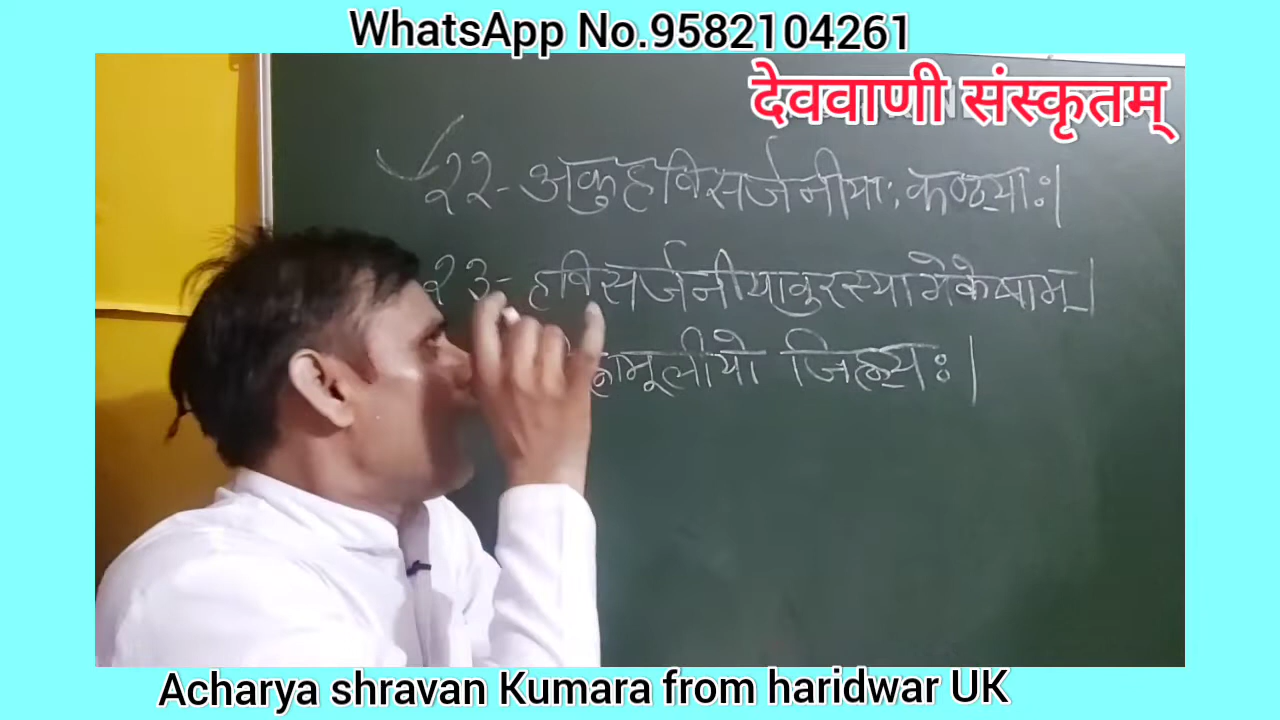 WhatsApp No.9582104261
देववाणी संस्कृतम्
२२- अकुहविसर्जनीयाः कण्ठ्याः।
२३- हविसर्जनीयावुरस्यामेकेषाम्।
ह्वामूलीयो जिह्व्यः।
Acharya shravan Kumara from haridwar UK